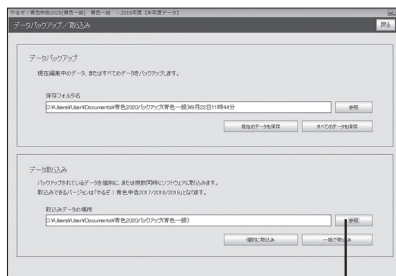 やるぞ！青色申告2020(青色一般) 青色一般 -2019年度【本年度データ】
データバックアップ／取込み
戻る
データバックアップ
現在編集中のデータ、またはすべてのデータをバックアップします。
保存フォルダ名
参照
現在のデータを保存
すべてのデータを保存
データ取込み
バックアップされているデータを個別に、または複数同時にソフトウェアに取込みます。
取込みできるバージョンは「やるぞ！青色申告2017/2018/2019」となります。
取込みデータの場所
参照
個別に取込み
一括で取込み